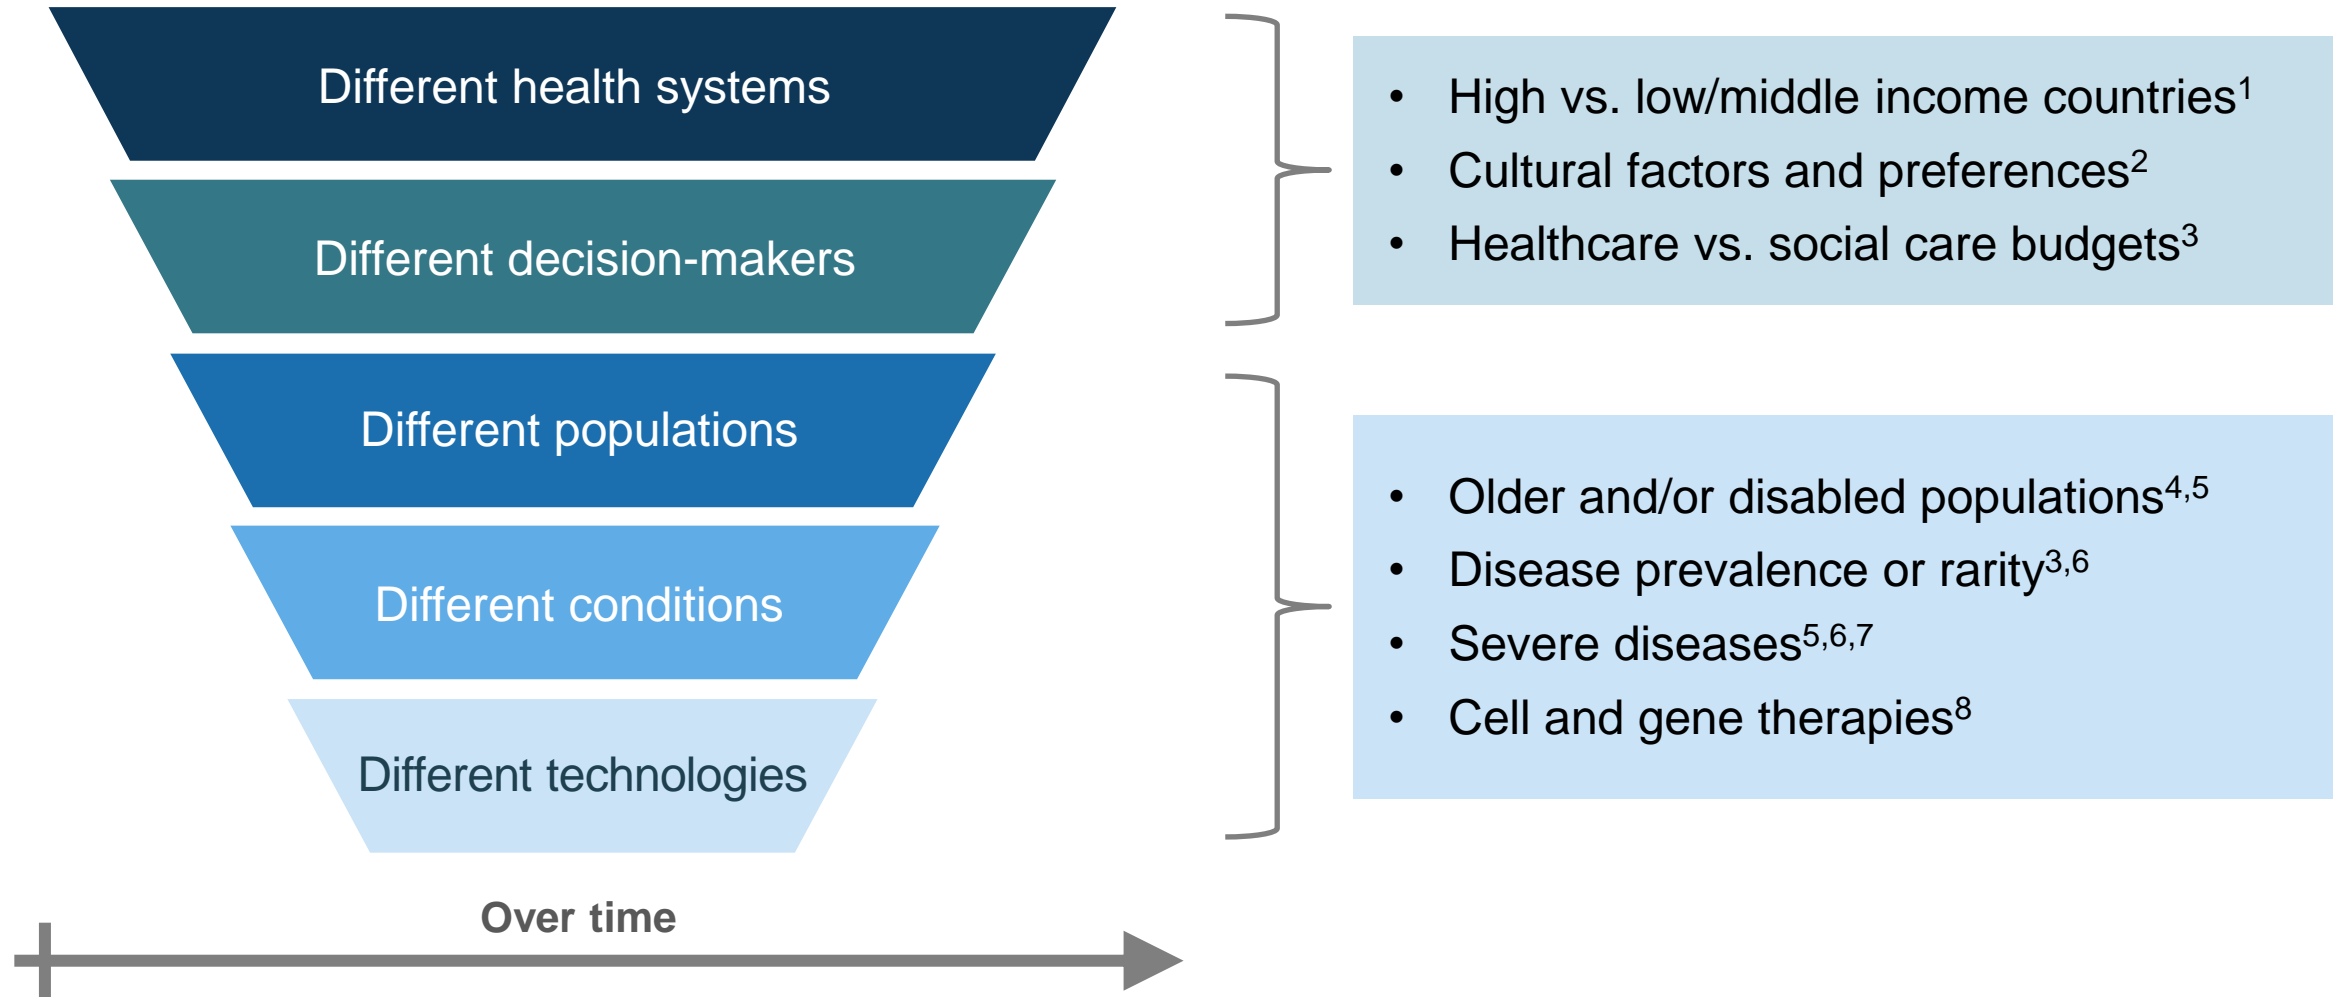 Different health systems
Different decision-makers
Different populations
Different conditions
Different technologies
Over time
• High vs. low/middle income countries¹
• Cultural factors and preferences²
• Healthcare vs. social care budgets³
• Older and/or disabled populations⁴,⁵
• Disease prevalence or rarity³,⁶
• Severe diseases⁵,⁶,⁷
• Cell and gene therapies⁸